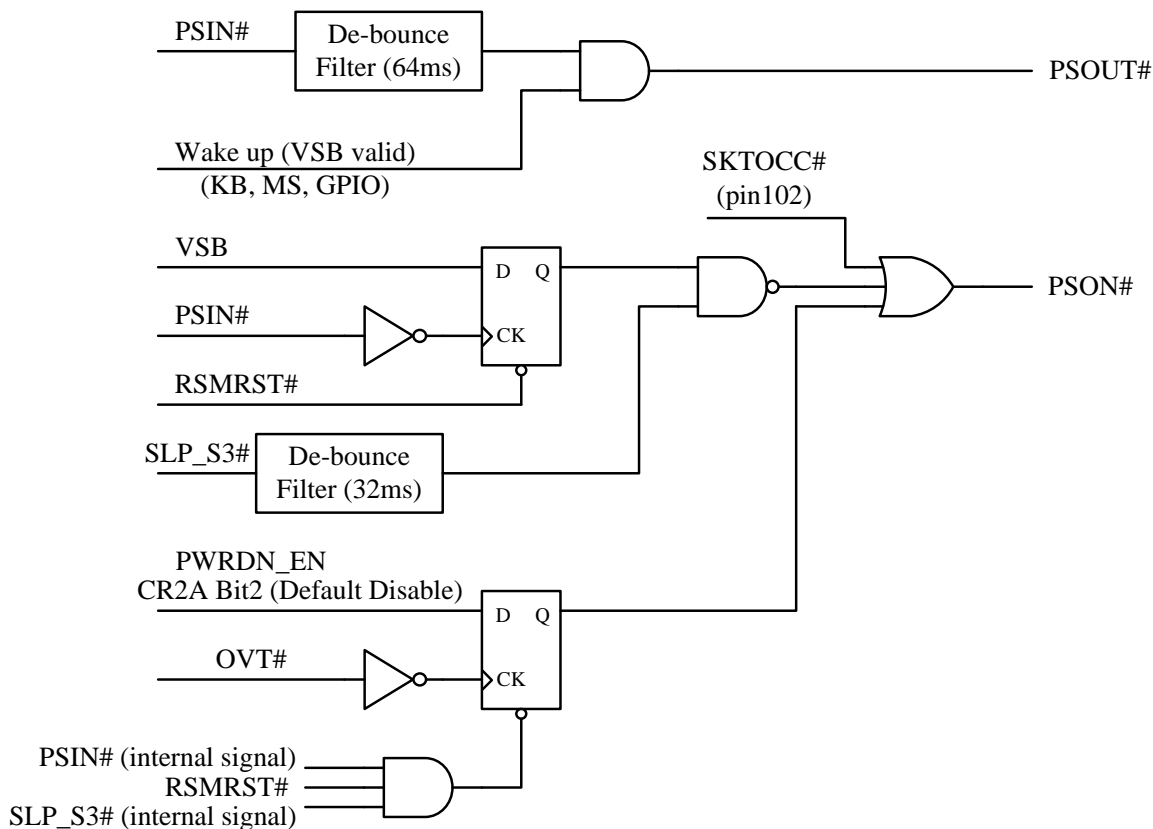 PSIN#
De-bounce
Filter (64ms)
PSOUT#
Wake up (VSB valid)
(KB, MS, GPIO)
SKTOCC#
(pin102)
VSB
D Q
PSON#
PSIN#
CK
RSMRST#
SLP_S3#
De-bounce
Filter (32ms)
PWRDN_EN
CR2A Bit2 (Default Disable)
D Q
OVT#
CK
PSIN# (internal signal)
RSMRST#
SLP_S3# (internal signal)